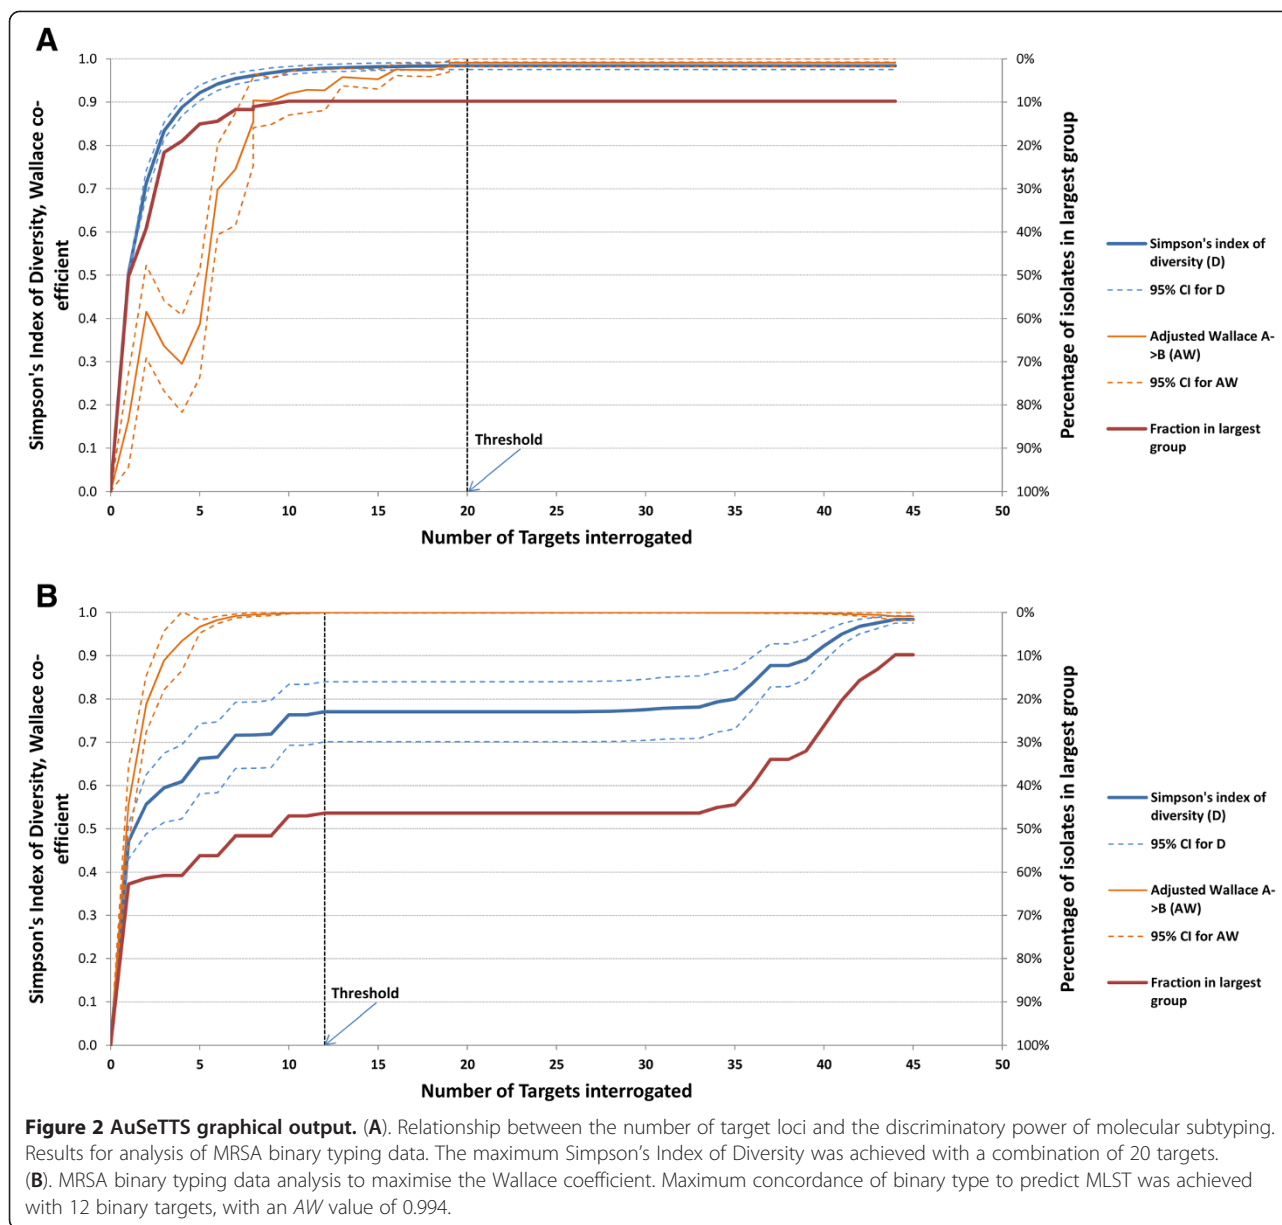 A
1.0
0.9
0.8
0.7
0.6
0.5
0.4
0.3
0.2
0.1
0.0
Simpson's Index of Diversity, Wallace co-
efficient
0%
10%
20%
30%
40%
50%
60%
70%
80%
90%
100%
Percentage of isolates in largest group
Threshold
0 5 10 15 20 25 30 35 40 45 50
Number of Targets interrogated
Simpson's index of
diversity (D)
95% CI for D
Adjusted Wallace A-
>B (AW)
95% CI for AW
Fraction in largest
group
B
1.0
0.9
0.8
0.7
0.6
0.5
0.4
0.3
0.2
0.1
0.0
Simpson's Index of Diversity, Wallace co-
efficient
0%
10%
20%
30%
40%
50%
60%
70%
80%
90%
100%
Percentage of isolates in largest group
Threshold
0 5 10 15 20 25 30 35 40 45 50
Number of Targets interrogated
Simpson's index of
diversity (D)
95% CI for D
Adjusted Wallace A-
>B (AW)
95% CI for AW
Fraction in largest
group
Figure 2 AuSeTTS graphical output. (A). Relationship between the number of target loci and the discriminatory power of molecular subtyping.
Results for analysis of MRSA binary typing data. The maximum Simpson's Index of Diversity was achieved with a combination of 20 targets.
(B). MRSA binary typing data analysis to maximise the Wallace coefficient. Maximum concordance of binary type to predict MLST was achieved
with 12 binary targets, with an AW value of 0.994.